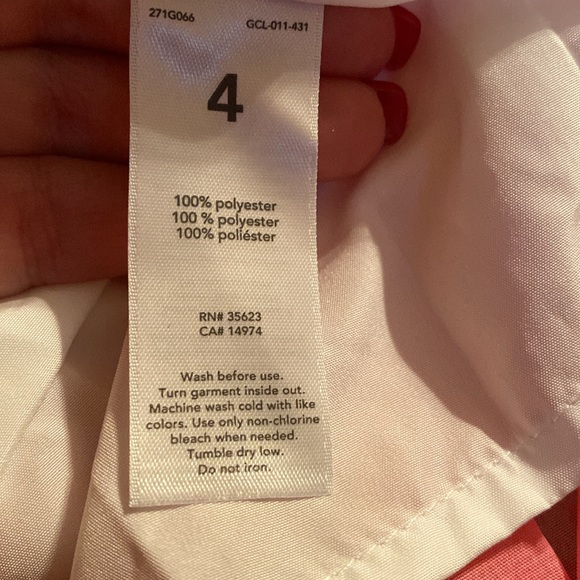 271G066 GCL-011-431
4
100% polyester
100 % polyester
100% poliéster
RN# 35623
CA# 14974
Wash before use.
Turn garment inside out.
Machine wash cold with like
colors. Use only non-chlorine
bleach when needed.
Tumble dry low.
Do not iron.